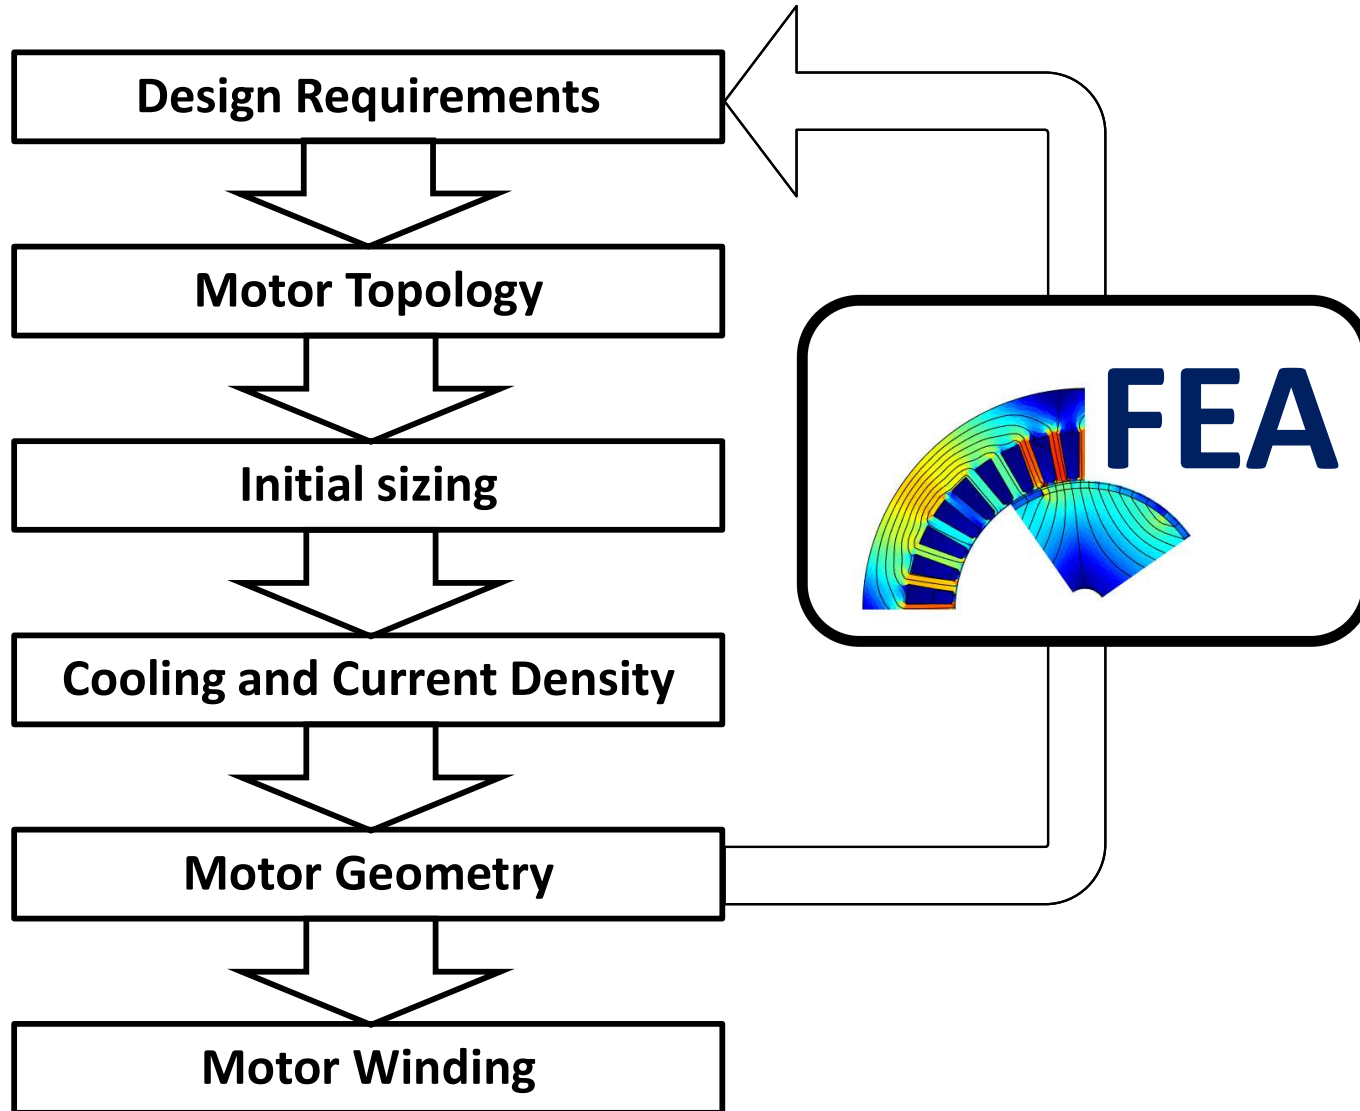 Design Requirements
Motor Topology
Initial sizing
Cooling and Current Density
Motor Geometry
Motor Winding
FEA